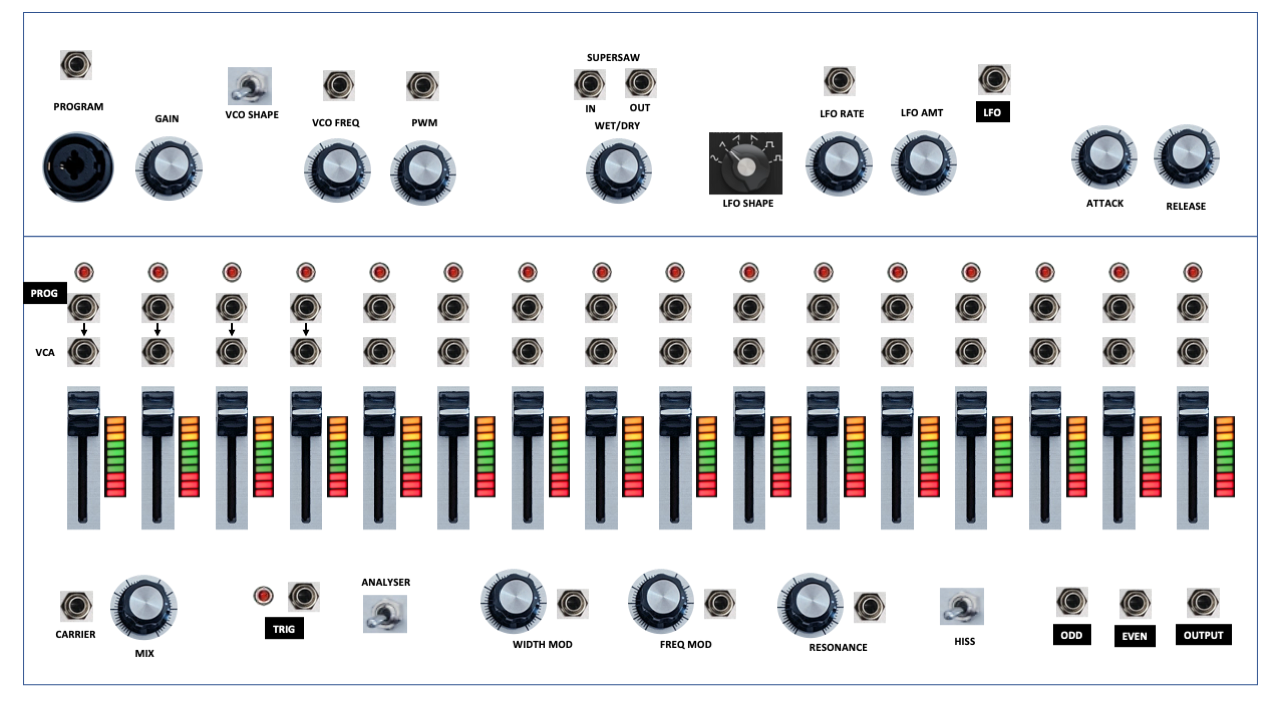 SUPERSAW
PROGRAM
GAIN
VCO SHAPE
VCO FREQ
PWM
IN
OUT
WET/DRY
LFO SHAPE
LFO RATE
LFO AMT
LFO
ATTACK
RELEASE
PROG
VCA
CARRIER
MIX
TRIG
ANALYSER
WIDTH MOD
FREQ MOD
RESONANCE
HISS
ODD
EVEN
OUTPUT